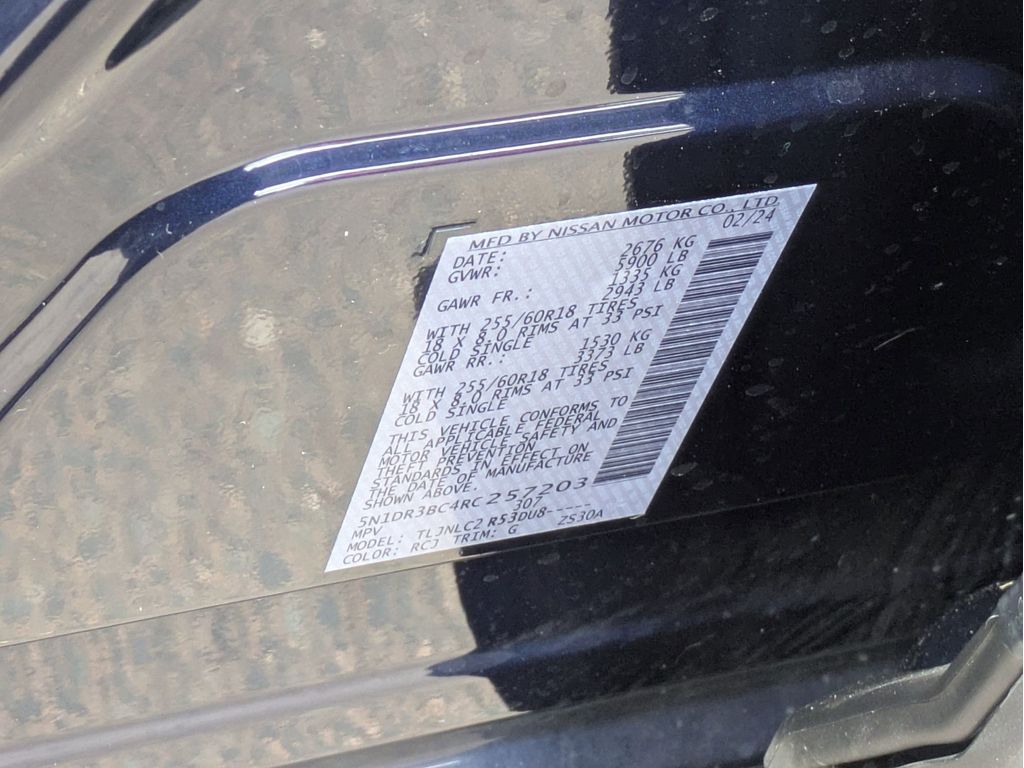 MFD BY NISSAN MOTOR CO., LTD.
DATE: 02/24
GVWR: 2676 KG
5900 LB
GAWR FR.: 1335 KG
2943 LB
WITH 255/60R18 TIRES
18 X 8.0 RIMS AT 33 PSI
COLD SINGLE
GAWR RR.: 1530 KG
3373 LB
WITH 255/60R18 TIRES
18 X 8.0 RIMS AT 33 PSI
COLD SINGLE
THIS VEHICLE CONFORMS TO
ALL APPLICABLE FEDERAL
MOTOR VEHICLE SAFETY AND
THEFT PREVENTION
STANDARDS IN EFFECT ON
THE DATE OF MANUFACTURE
SHOWN ABOVE.
5N1DR3BC4RC257203
MPV 307
MODEL: TLJNLC2 R53DU8-----
COLOR: RCJ TRIM: G ZS30A